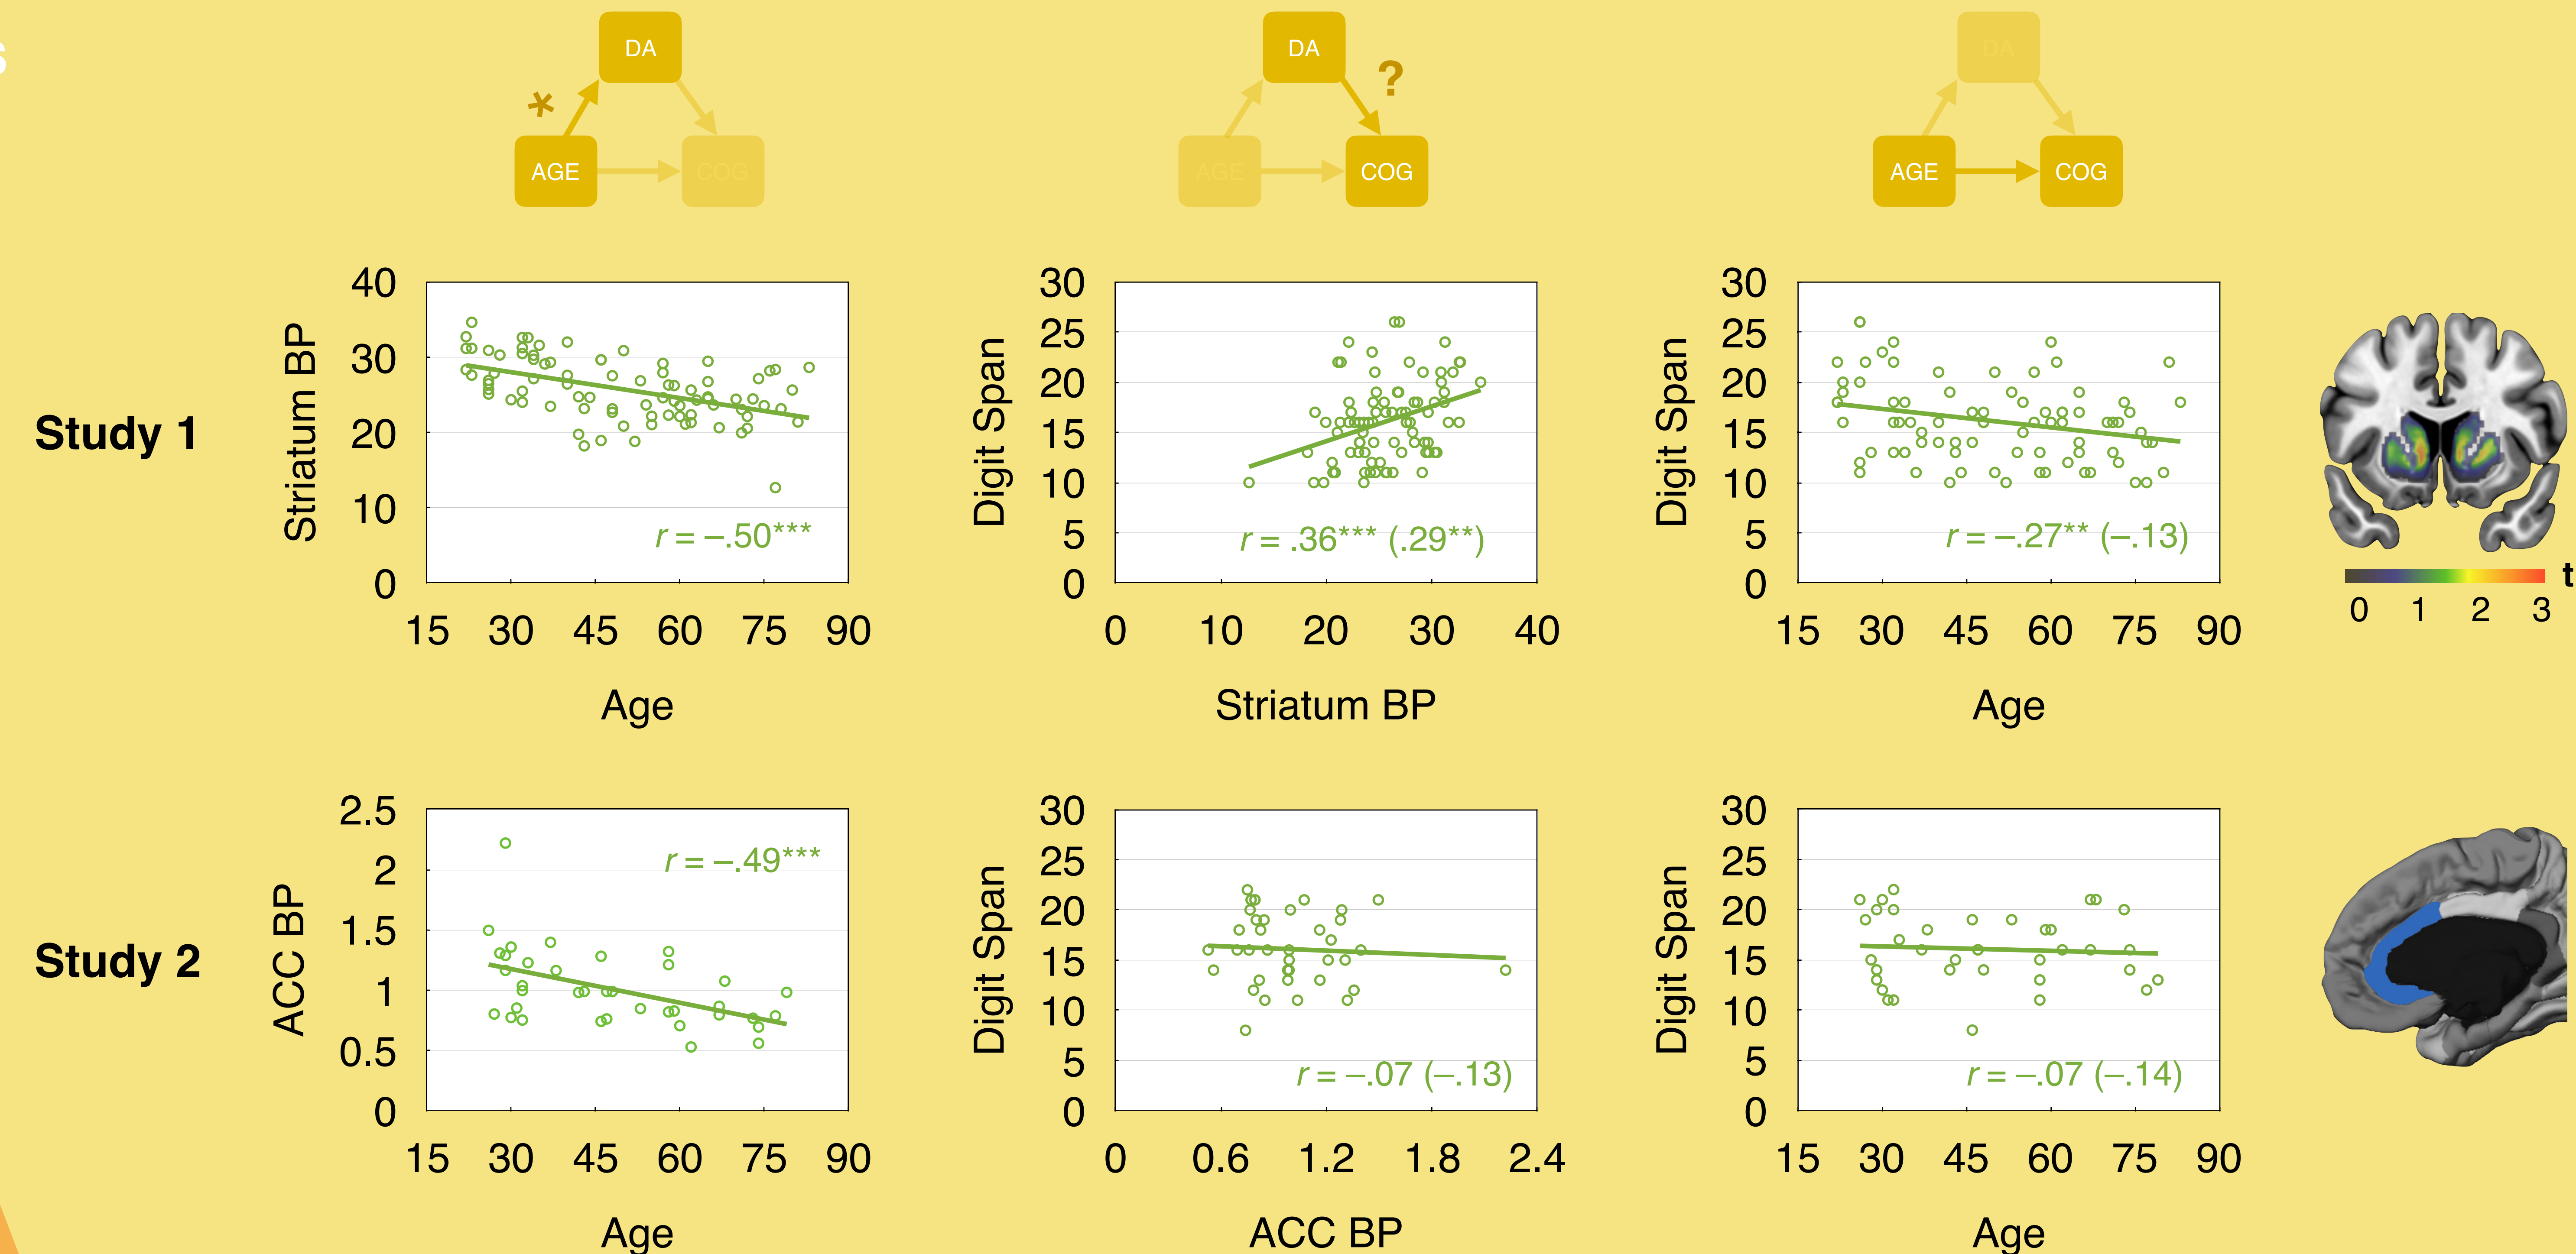 s
DA
*
AGE
COG
DA
?
AGE
COG
DA
AGE
COG
Study 1
Striatum BP
40
30
20
10
0
r = –.50***
15 30 45 60 75 90
Age
Digit Span
30
25
20
15
10
5
0
r = .36*** (.29**)
0 10 20 30 40
Striatum BP
Digit Span
30
25
20
15
10
5
0
r = –.27** (–.13)
15 30 45 60 75 90
Age
t
0 1 2 3
Study 2
ACC BP
2.5
2
1.5
1
0.5
0
r = –.49***
15 30 45 60 75 90
Age
Digit Span
30
25
20
15
10
5
0
r = –.07 (–.13)
0 0.6 1.2 1.8 2.4
ACC BP
Digit Span
30
25
20
15
10
5
0
r = –.07 (–.14)
15 30 45 60 75 90
Age